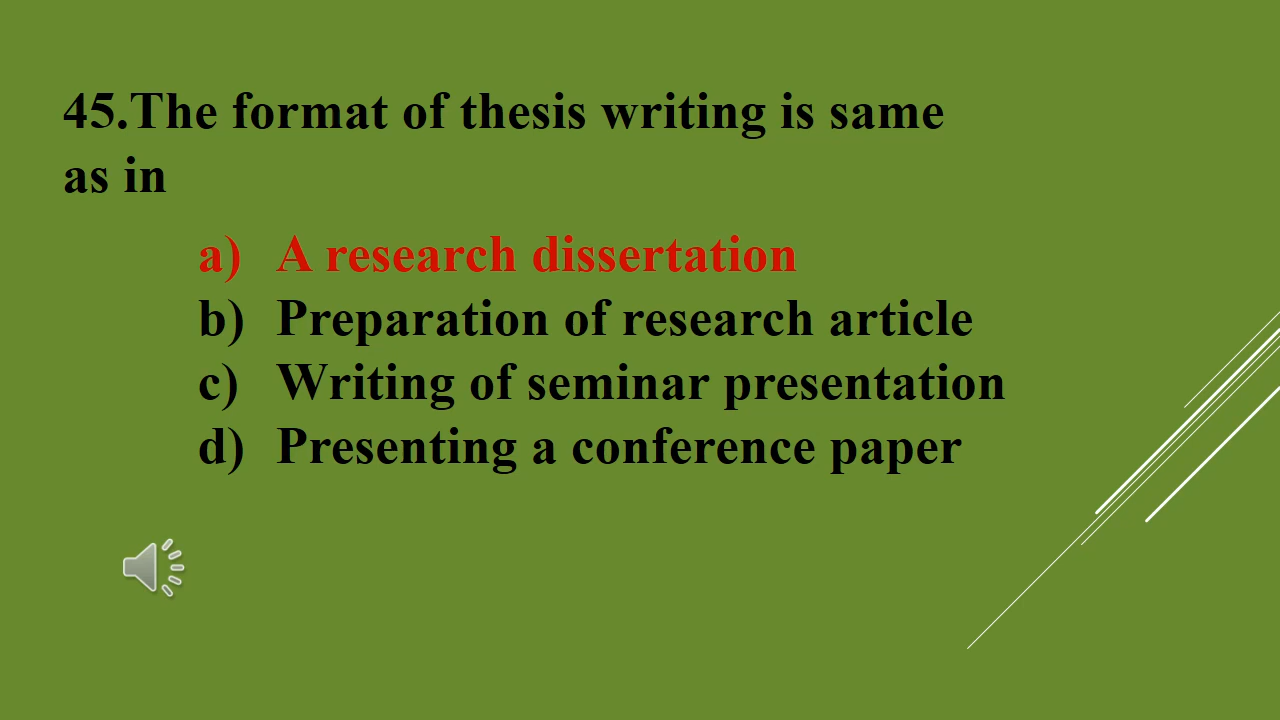 45.The format of thesis writing is same
as in
a) A research dissertation
b) Preparation of research article
c) Writing of seminar presentation
d) Presenting a conference paper